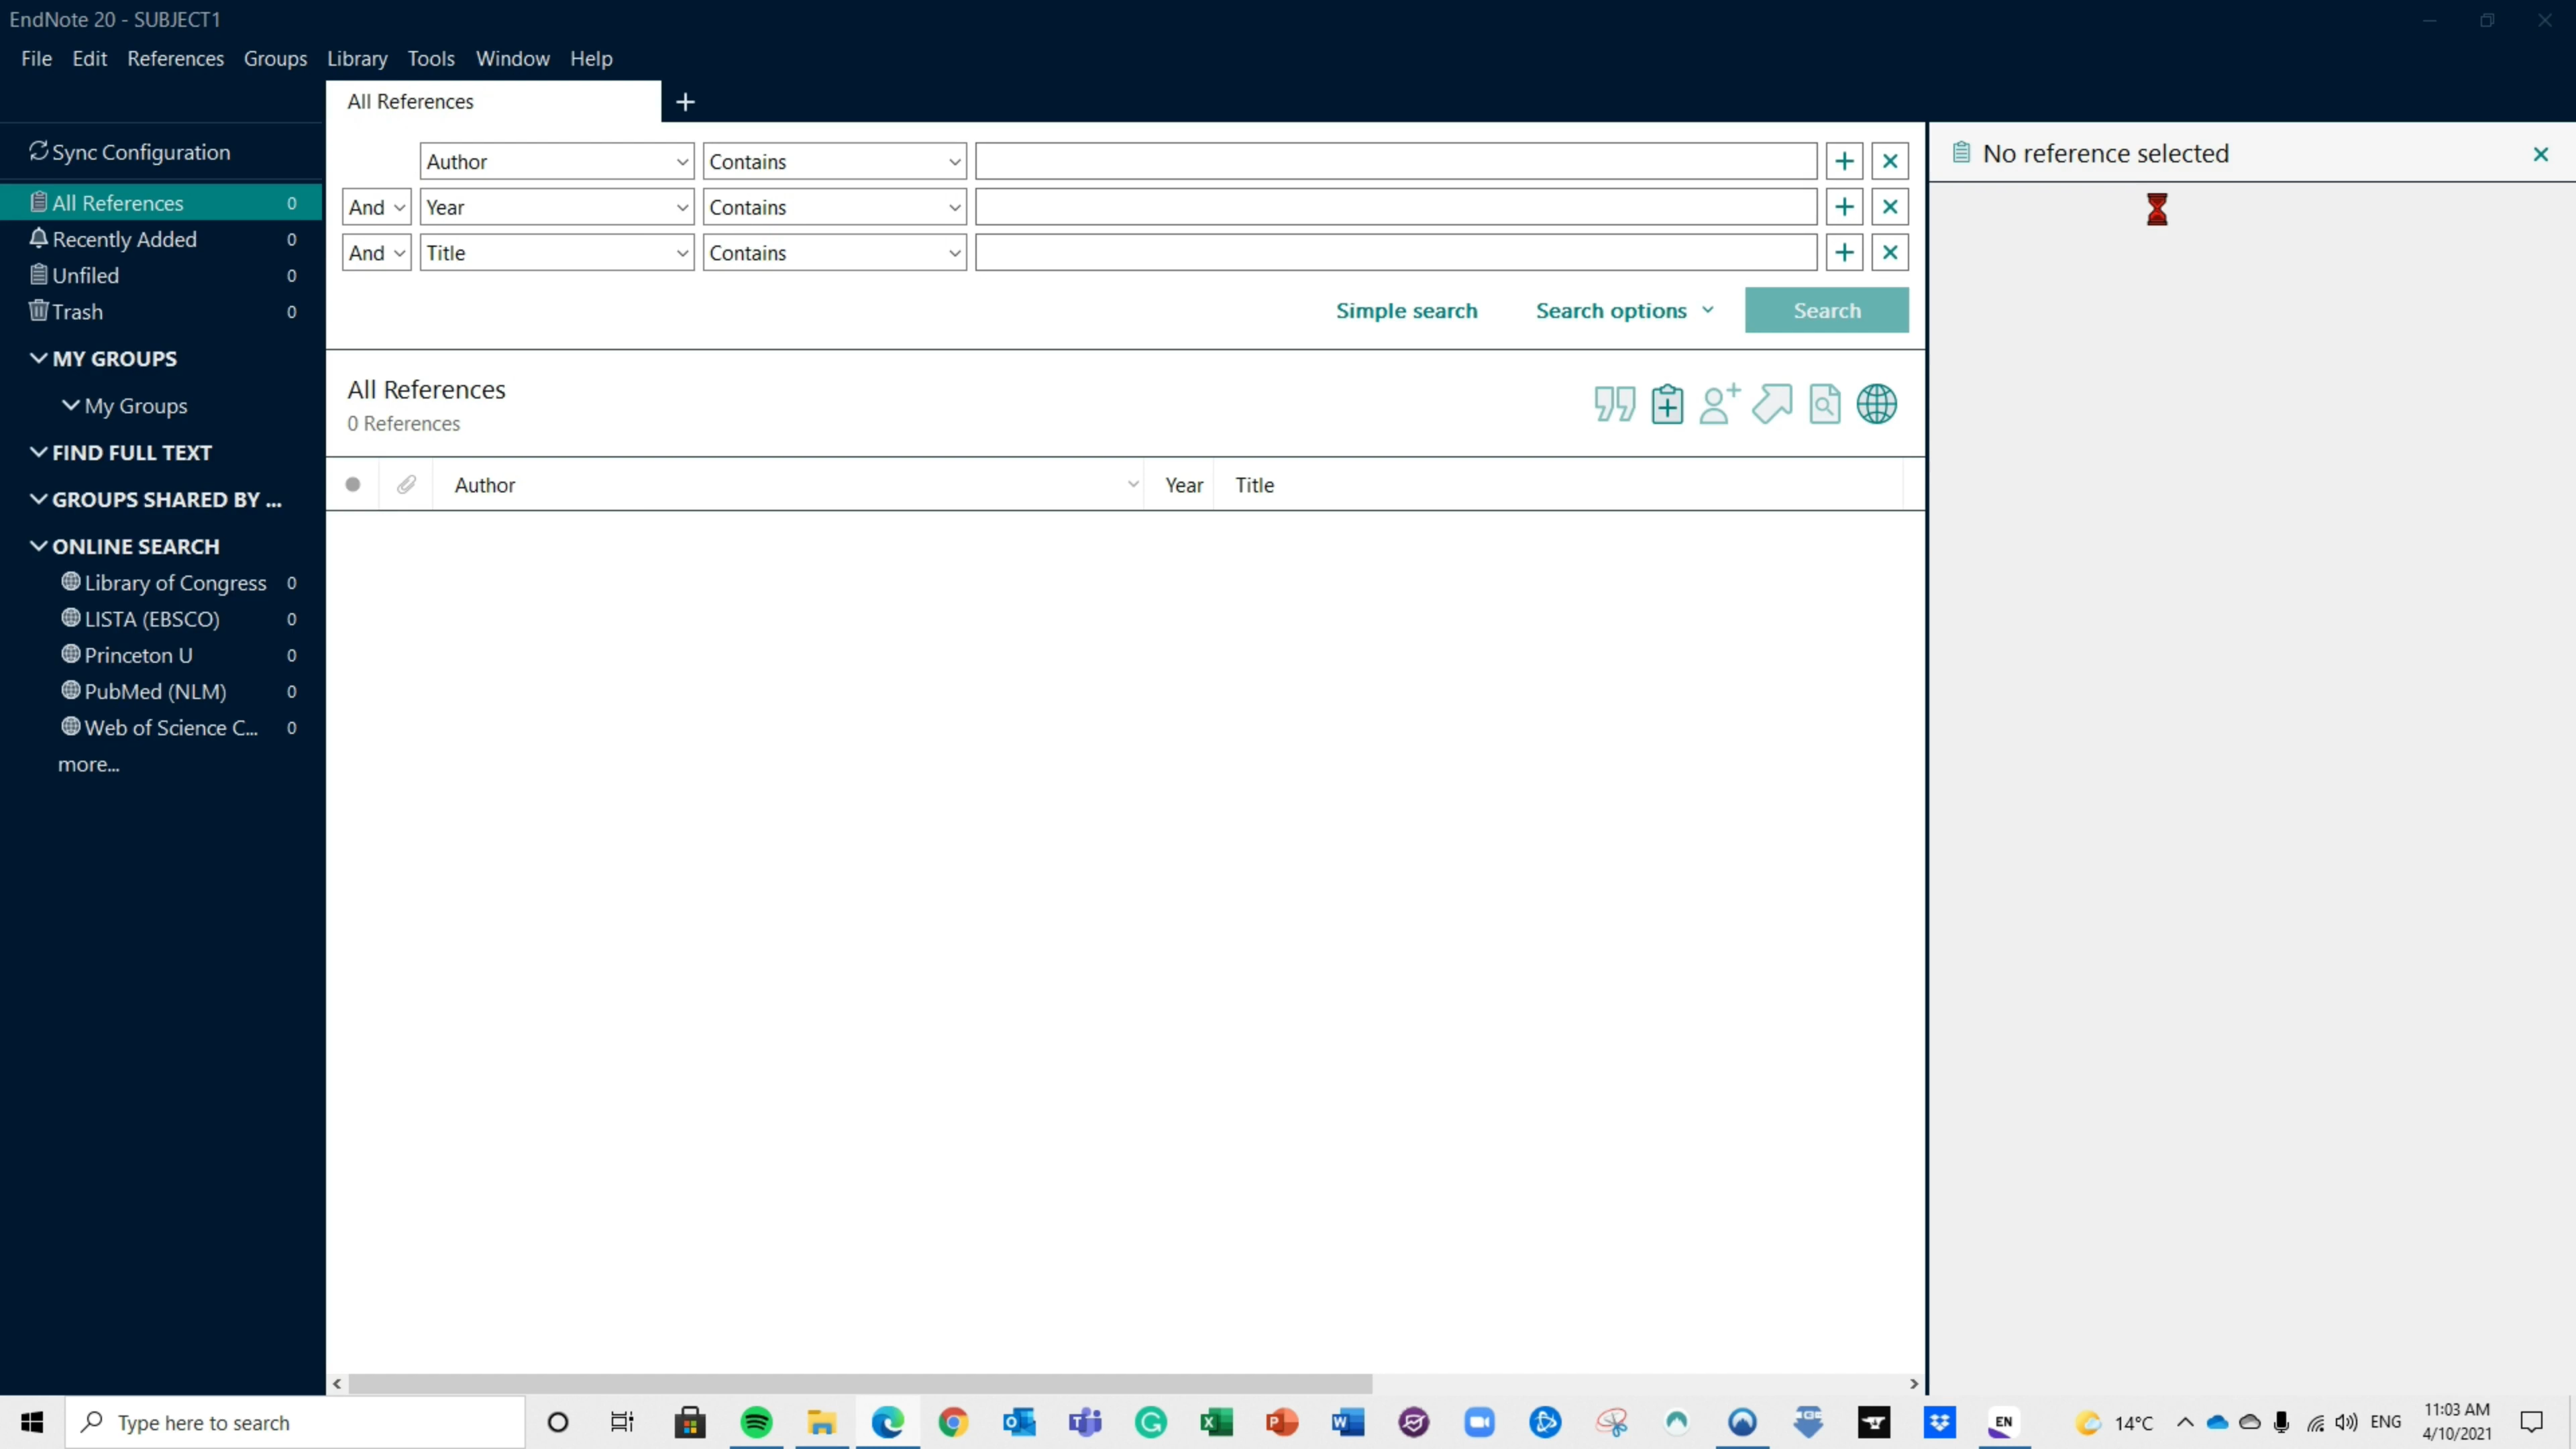 EndNote 20 - SUBJECT1
File Edit References Groups Library Tools Window Help
All References
Sync Configuration
All References 0
Recently Added 0
Unfiled 0
Trash 0
MY GROUPS
My Groups
FIND FULL TEXT
GROUPS SHARED BY ...
ONLINE SEARCH
Library of Congress 0
LISTA (EBSCO) 0
Princeton U 0
PubMed (NLM) 0
Web of Science C... 0
more...
Author Contains
And Year Contains
And Title Contains
Simple search Search options Search
All References
0 References
Author Year Title
No reference selected
Type here to search
EN
14°C
ENG
11:03 AM
4/10/2021